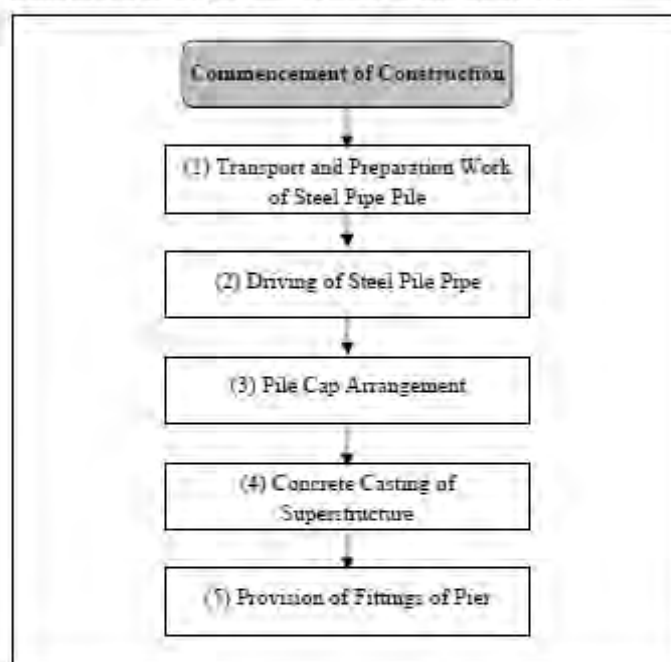 Commencement of Construction
(1) Transport and Preparation Work
of Steel Pipe Pile
(2) Driving of Steel Pile Pipe
(3) Pile Cap Arrangement
(4) Concrete Casting of
Superstructure
(5) Provision of Fittings of Pier